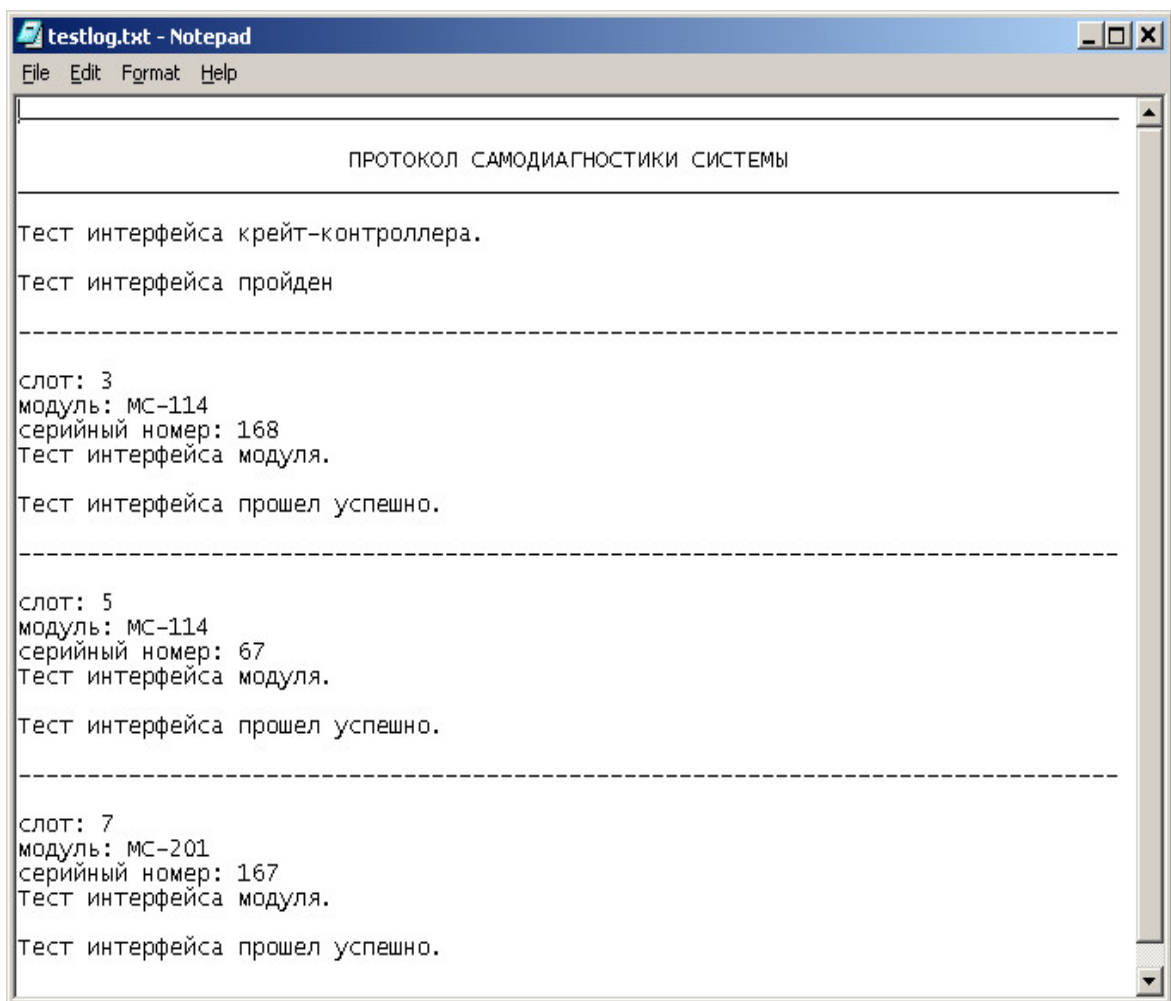 testlog.txt - Notepad
File Edit Format Help
ПРОТОКОЛ САМОДИАГНОСТИКИ СИСТЕМЫ
Тест интерфейса крейт-контроллера.
Тест интерфейса пройден
--------------------------------------------------------------------------------
слот: 3
модуль: МС-114
серийный номер: 168
Тест интерфейса модуля.
Тест интерфейса прошел успешно.
--------------------------------------------------------------------------------
слот: 5
модуль: МС-114
серийный номер: 67
Тест интерфейса модуля.
Тест интерфейса прошел успешно.
--------------------------------------------------------------------------------
слот: 7
модуль: МС-201
серийный номер: 167
Тест интерфейса модуля.
Тест интерфейса прошел успешно.